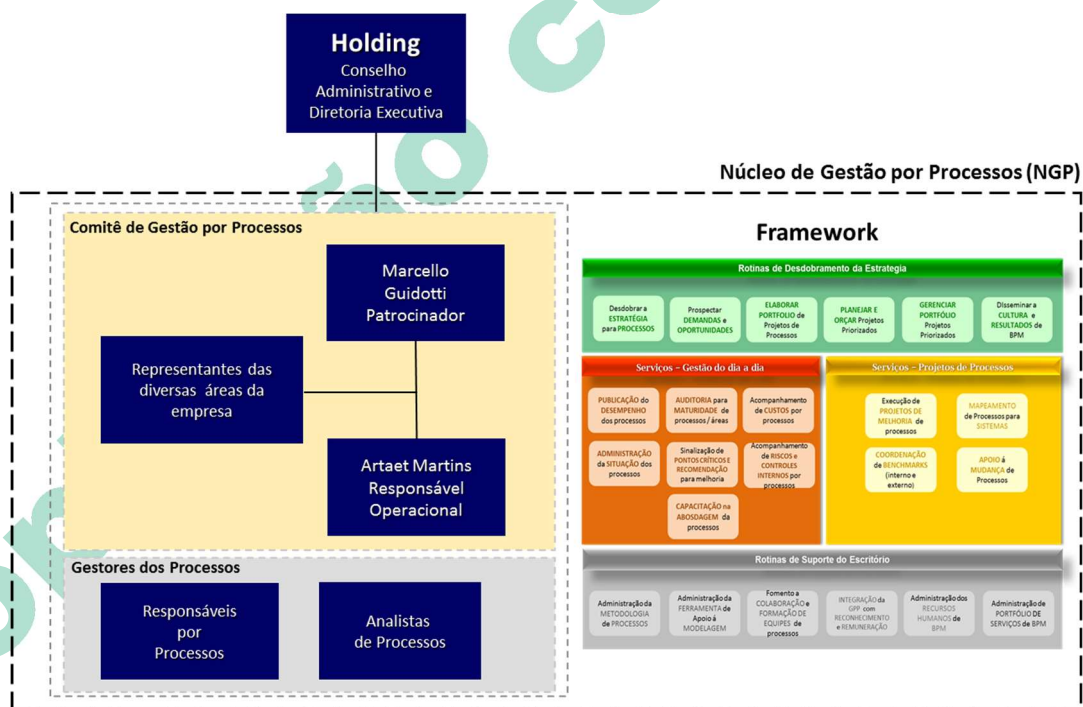 Holding
Conselho
Administrativo e
Diretoria Executiva
Núcleo de Gestão por Processos (NGP)
Comitê de Gestão por Processos
Marcello
Guidotti
Patrocinador
Representantes das
diversas áreas da
empresa
Artaet Martins
Responsável
Operacional
Gestores dos Processos
Responsáveis
por
Processos
Analistas
de Processos
Framework
Rotinas de Desdobramento da Estrategia
Desdobrar a
ESTRATÉGIA
para PROCESSOS
Prospectar
DEMANDAS e
OPORTUNIDADES
ELABORAR
PORTFOLIO de
Projetos de
Processos
PLANEJAR E
ORÇAR Projetos
Priorizados
GERENCIAR
PORTFÓLIO
Projetos
Priorizados
Disseminar a
CULTURA e
RESULTADOS de
BPM
Serviços – Gestão do dia a dia
PUBLICAÇÃO do
DESEMPENHO
dos processos
AUDITORIA para
MATURIDADE de
processos / áreas
Acompanhamento
de CUSTOS por
processos
ADMINISTRAÇÃO
da SITUAÇÃO dos
processos
Sinalização de
PONTOS CRÍTICOS E
RECOMENDAÇÃO
para melhoria
Acompanhamento
de RISCOS e
CONTROLES
INTERNOS por
processos
CAPACITAÇÃO na
ABOSDAGEM da
processos
Serviços – Projetos de Processos
Execução de
PROJETOS DE
MELHORIA de
processos
MAPEAMENTO
de Processos para
SISTEMAS
COORDENAÇÃO
de BENCHMARKS
(interno e
externo)
APOIO á
MUDANÇA de
Processos
Rotinas de Suporte do Escritório
Administração da
METODOLOGIA
de PROCESSOS
Administração da
FERRAMENTA de
Apoio á
MODELAGEM
Fomento a
COLABORAÇÃO e
FORMAÇÃO DE
EQUIPES de
processos
INTEGRAÇÃO da
GPP com
RECONHECIMENTO
e REMUNERAÇÃO
Administração dos
RECURSOS
HUMANOS de
BPM
Administração de
PORTFÓLIO DE
SERVIÇOS de BPM